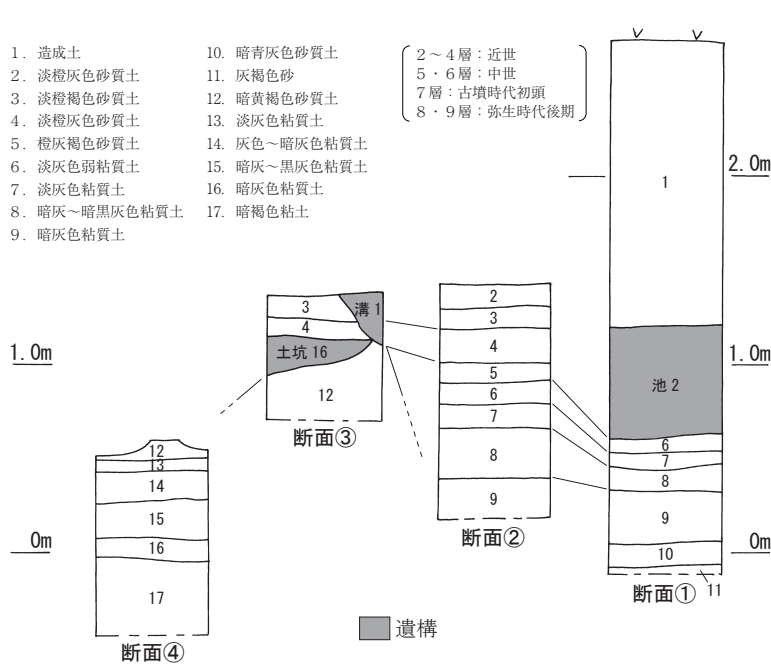 １．造成土
２．淡橙灰色砂質土
３．淡橙褐色砂質土
４．淡橙灰色砂質土
５．橙灰褐色砂質土
６．淡灰色弱粘質土
７．淡灰色粘質土
８．暗灰～暗黒灰色粘質土
９．暗灰色粘質土
10. 暗青灰色砂質土
11. 灰褐色砂
12. 暗黄褐色砂質土
13. 淡灰色粘質土
14. 灰色～暗灰色粘質土
15. 暗灰～黒灰色粘質土
16. 暗灰色粘質土
17. 暗褐色粘土
２～４層：近世
５・６層：中世
７層：古墳時代初頭
８・９層：弥生時代後期
2.0m
1.0m
0m
12
13
14
15
16
17
断面④
3
溝1
4
土坑16
12
断面③
2
3
4
5
6
7
8
9
断面②
1
池2
6
7
8
9
10
11
断面①
1.0m
0m
遺構